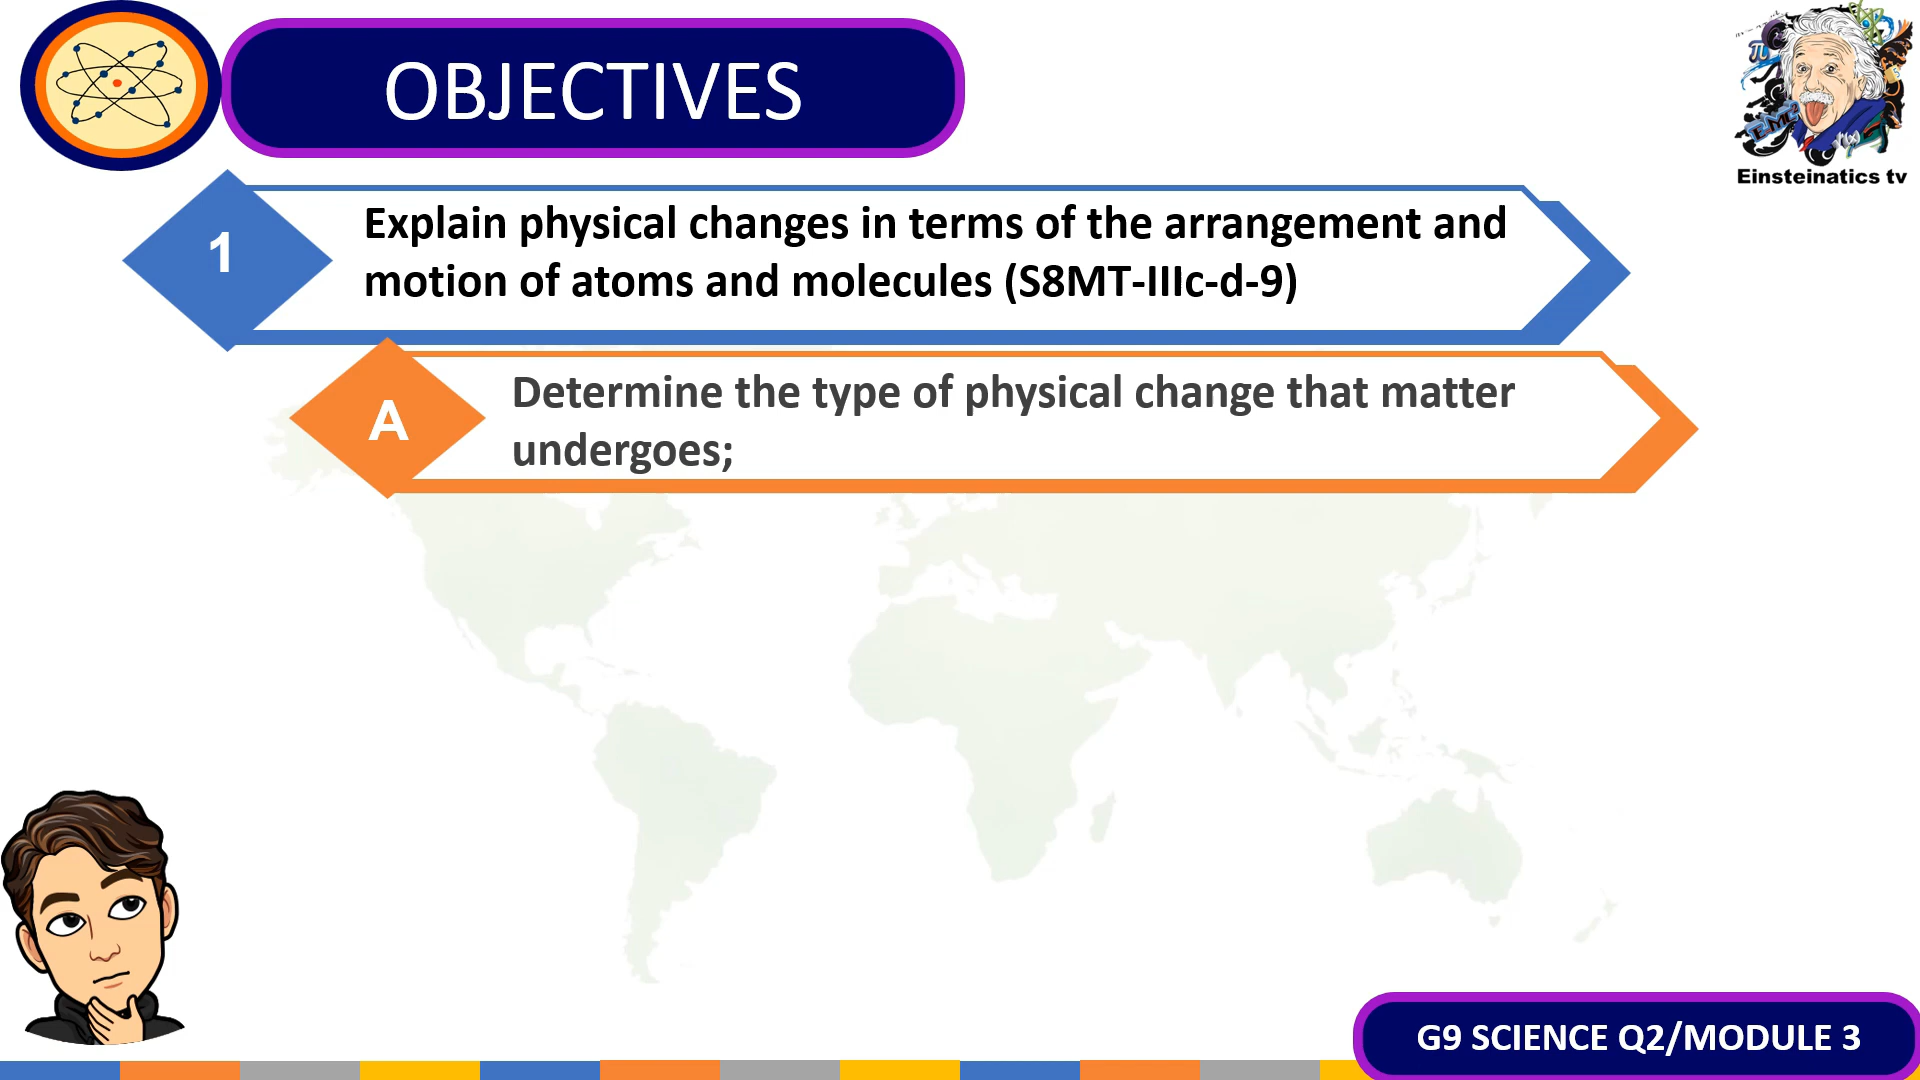 OBJECTIVES
Einsteinatics tv
1
Explain physical changes in terms of the arrangement and
motion of atoms and molecules (S8MT-IIIc-d-9)
A
Determine the type of physical change that matter
undergoes;
G9 SCIENCE Q2/MODULE 3